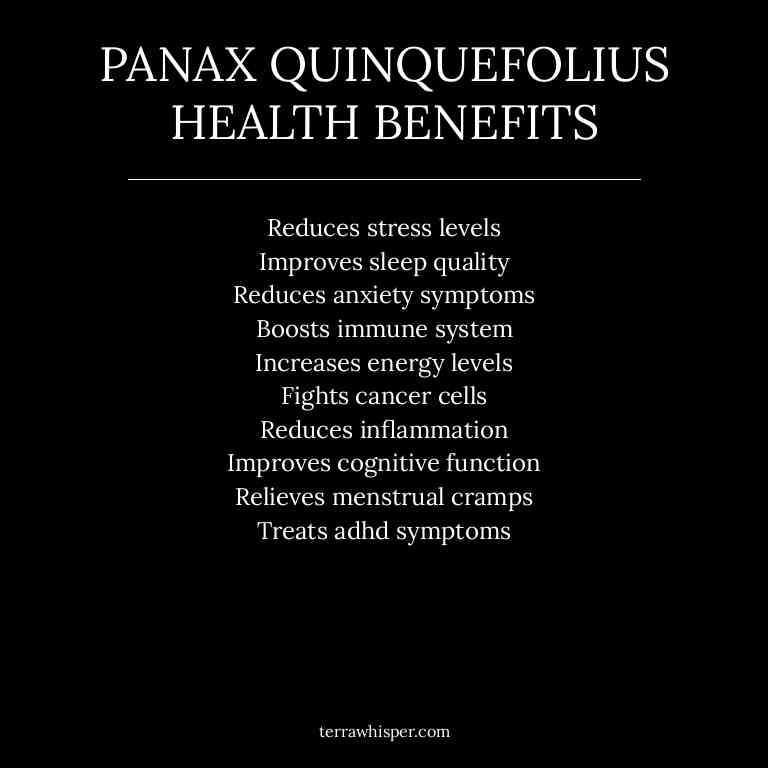 PANAX QUINQUEFOLIUS
HEALTH BENEFITS
Reduces stress levels
Improves sleep quality
Reduces anxiety symptoms
Boosts immune system
Increases energy levels
Fights cancer cells
Reduces inflammation
Improves cognitive function
Relieves menstrual cramps
Treats adhd symptoms
terrawhisper.com